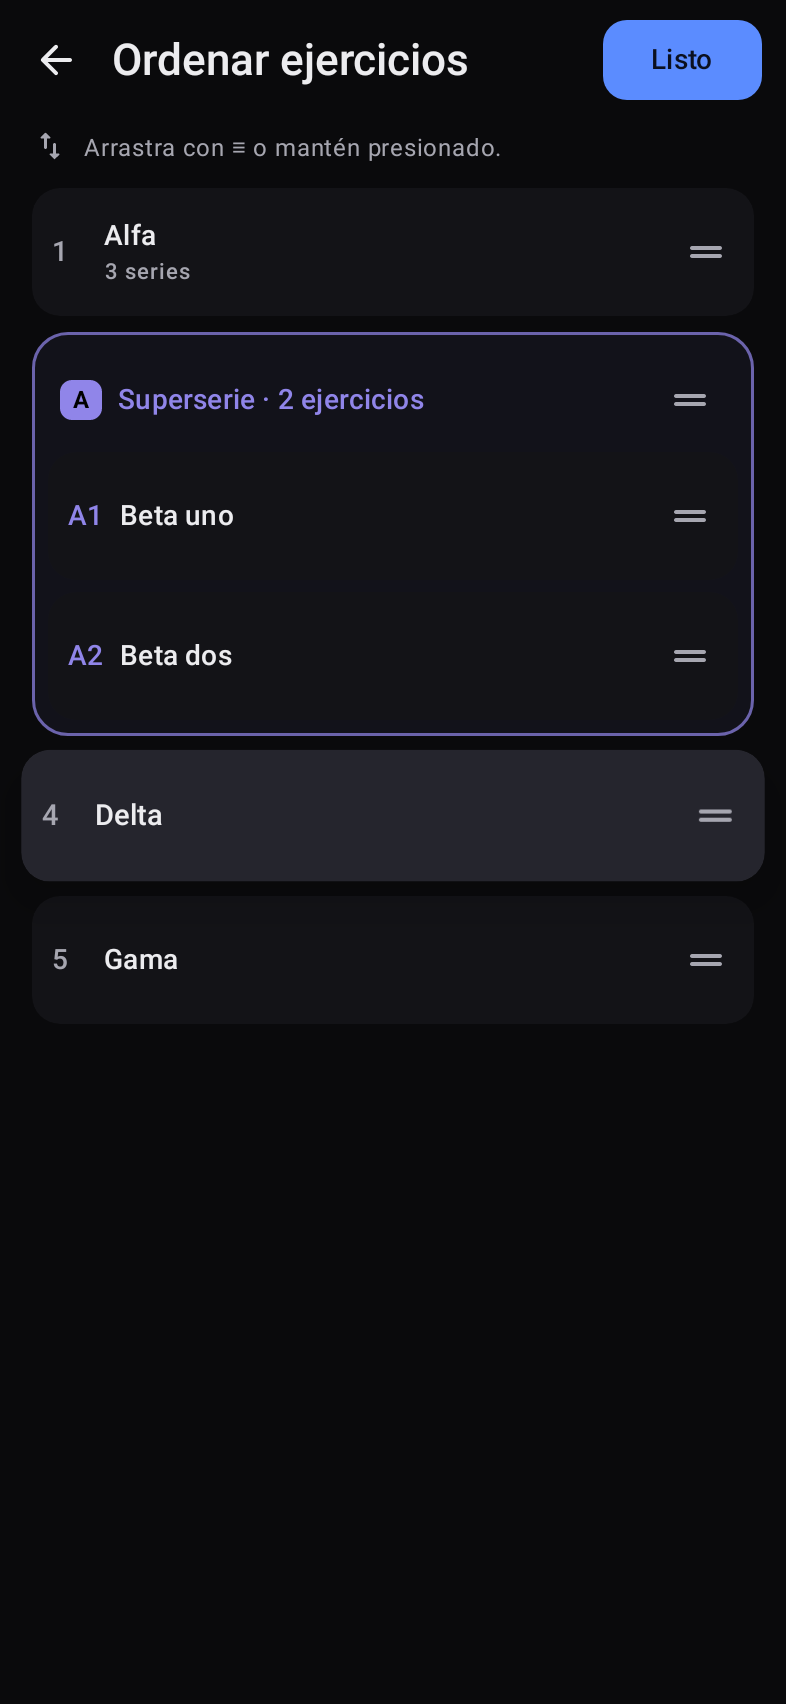 Ordenar ejercicios
Listo
Arrastra con ≡ o mantén presionado.
1
Alfa
3 series
A
Superserie · 2 ejercicios
A1 Beta uno
A2 Beta dos
4 Delta
5 Gama